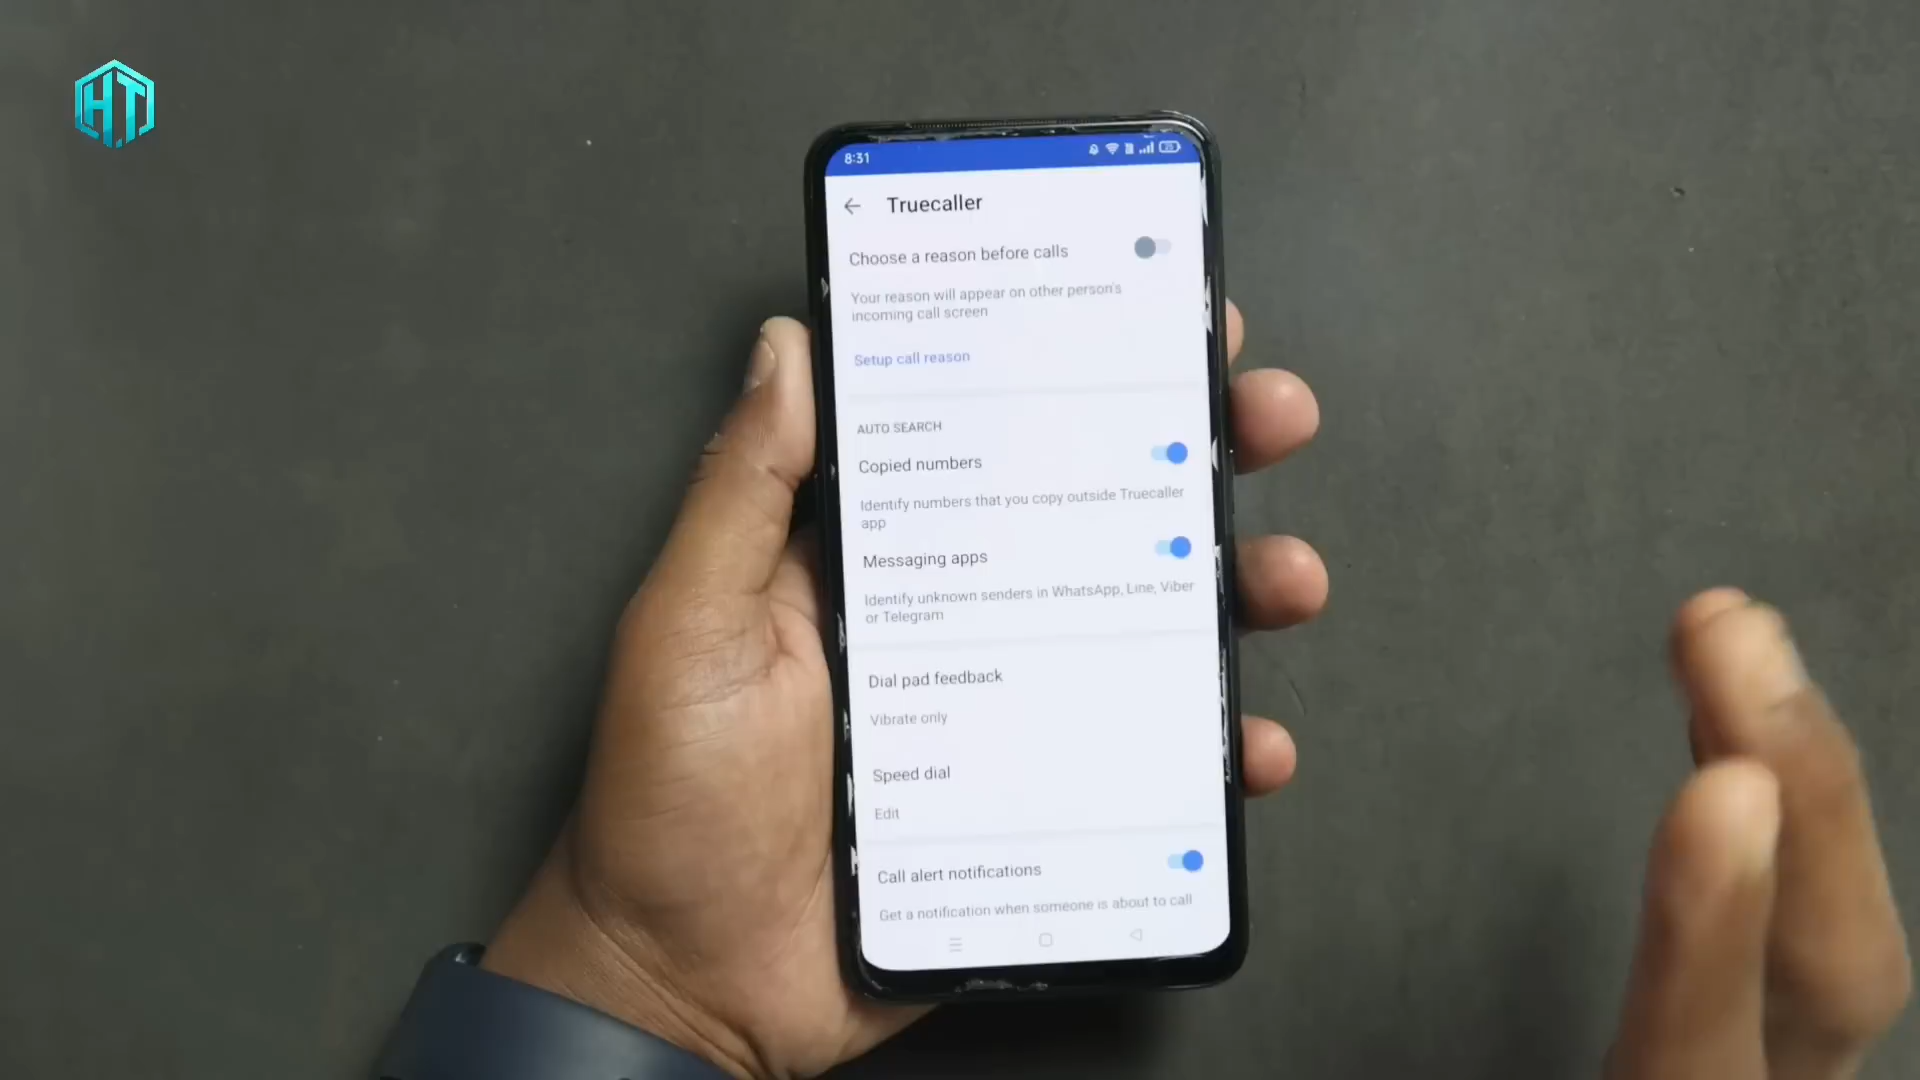 HT
8:31
Truecaller
Choose a reason before calls
Your reason will appear on other person's
incoming call screen
Setup call reason
AUTO SEARCH
Copied numbers
Identify numbers that you copy outside Truecaller
app
Messaging apps
Identify unknown senders in WhatsApp, Line, Viber
or Telegram
Dial pad feedback
Vibrate only
Speed dial
Edit
Call alert notifications
Get a notification when someone is about to call